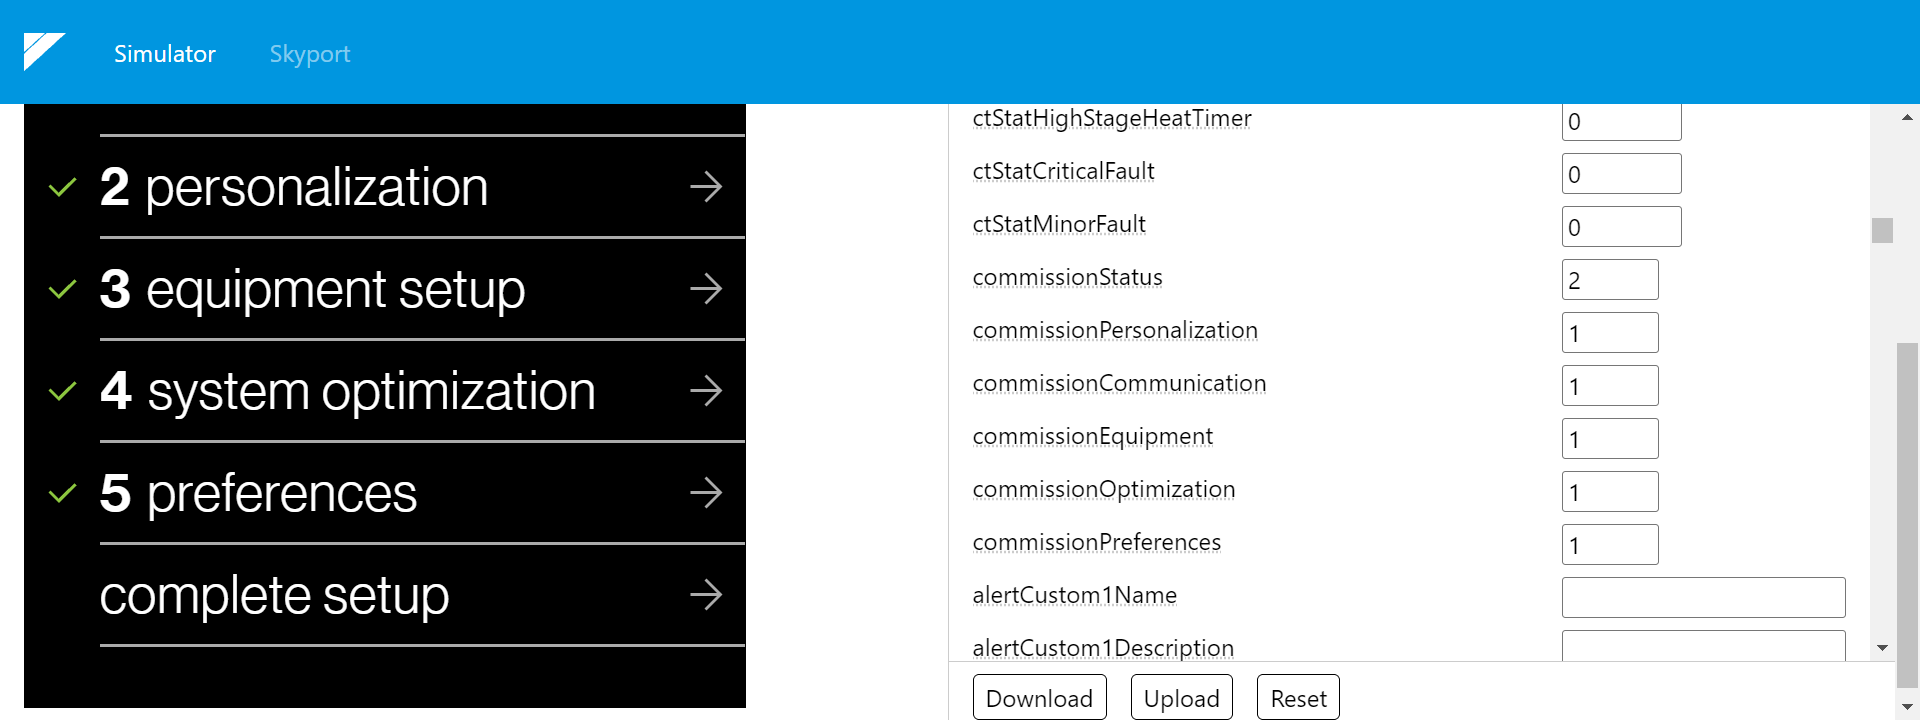 Simulator Skyport
2 personalization
3 equipment setup
4 system optimization
5 preferences
complete setup
ctStatHighStageHeatTimer 0
ctStatCriticalFault 0
ctStatMinorFault 0
commissionStatus 2
commissionPersonalization 1
commissionCommunication 1
commissionEquipment 1
commissionOptimization 1
commissionPreferences 1
alertCustom1Name
alertCustom1Description
Download Upload Reset